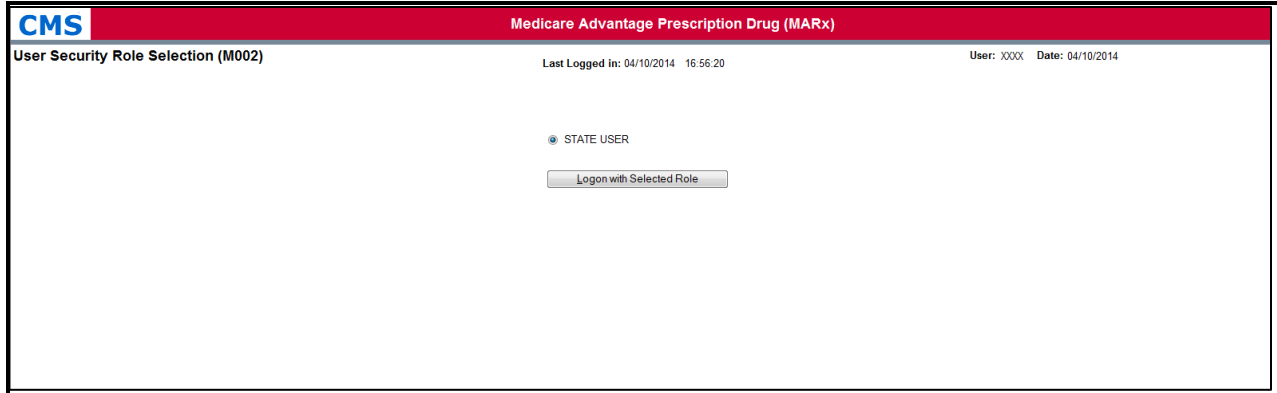 CMS
Medicare Advantage Prescription Drug (MARx)
User Security Role Selection (M002)
Last Logged in: 04/10/2014 16:56:20
User: XXXX Date: 04/10/2014
STATE USER
Logon with Selected Role